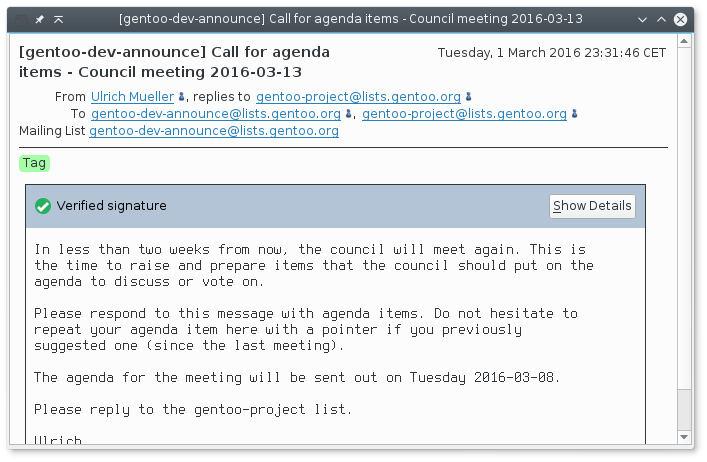 [gentoo-dev-announce] Call for agenda items - Council meeting 2016-03-13
[gentoo-dev-announce] Call for agenda
items - Council meeting 2016-03-13
Tuesday, 1 March 2016 23:31:46 CET
From Ulrich Mueller , replies to gentoo-project@lists.gentoo.org
To gentoo-dev-announce@lists.gentoo.org , gentoo-project@lists.gentoo.org
Mailing List gentoo-dev-announce@lists.gentoo.org
Tag
Verified signature
Show Details
In less than two weeks from now, the council will meet again. This is
the time to raise and prepare items that the council should put on the
agenda to discuss or vote on.
Please respond to this message with agenda items. Do not hesitate to
repeat your agenda item here with a pointer if you previously
suggested one (since the last meeting).
The agenda for the meeting will be sent out on Tuesday 2016-03-08.
Please reply to the gentoo-project list.
Ulrich